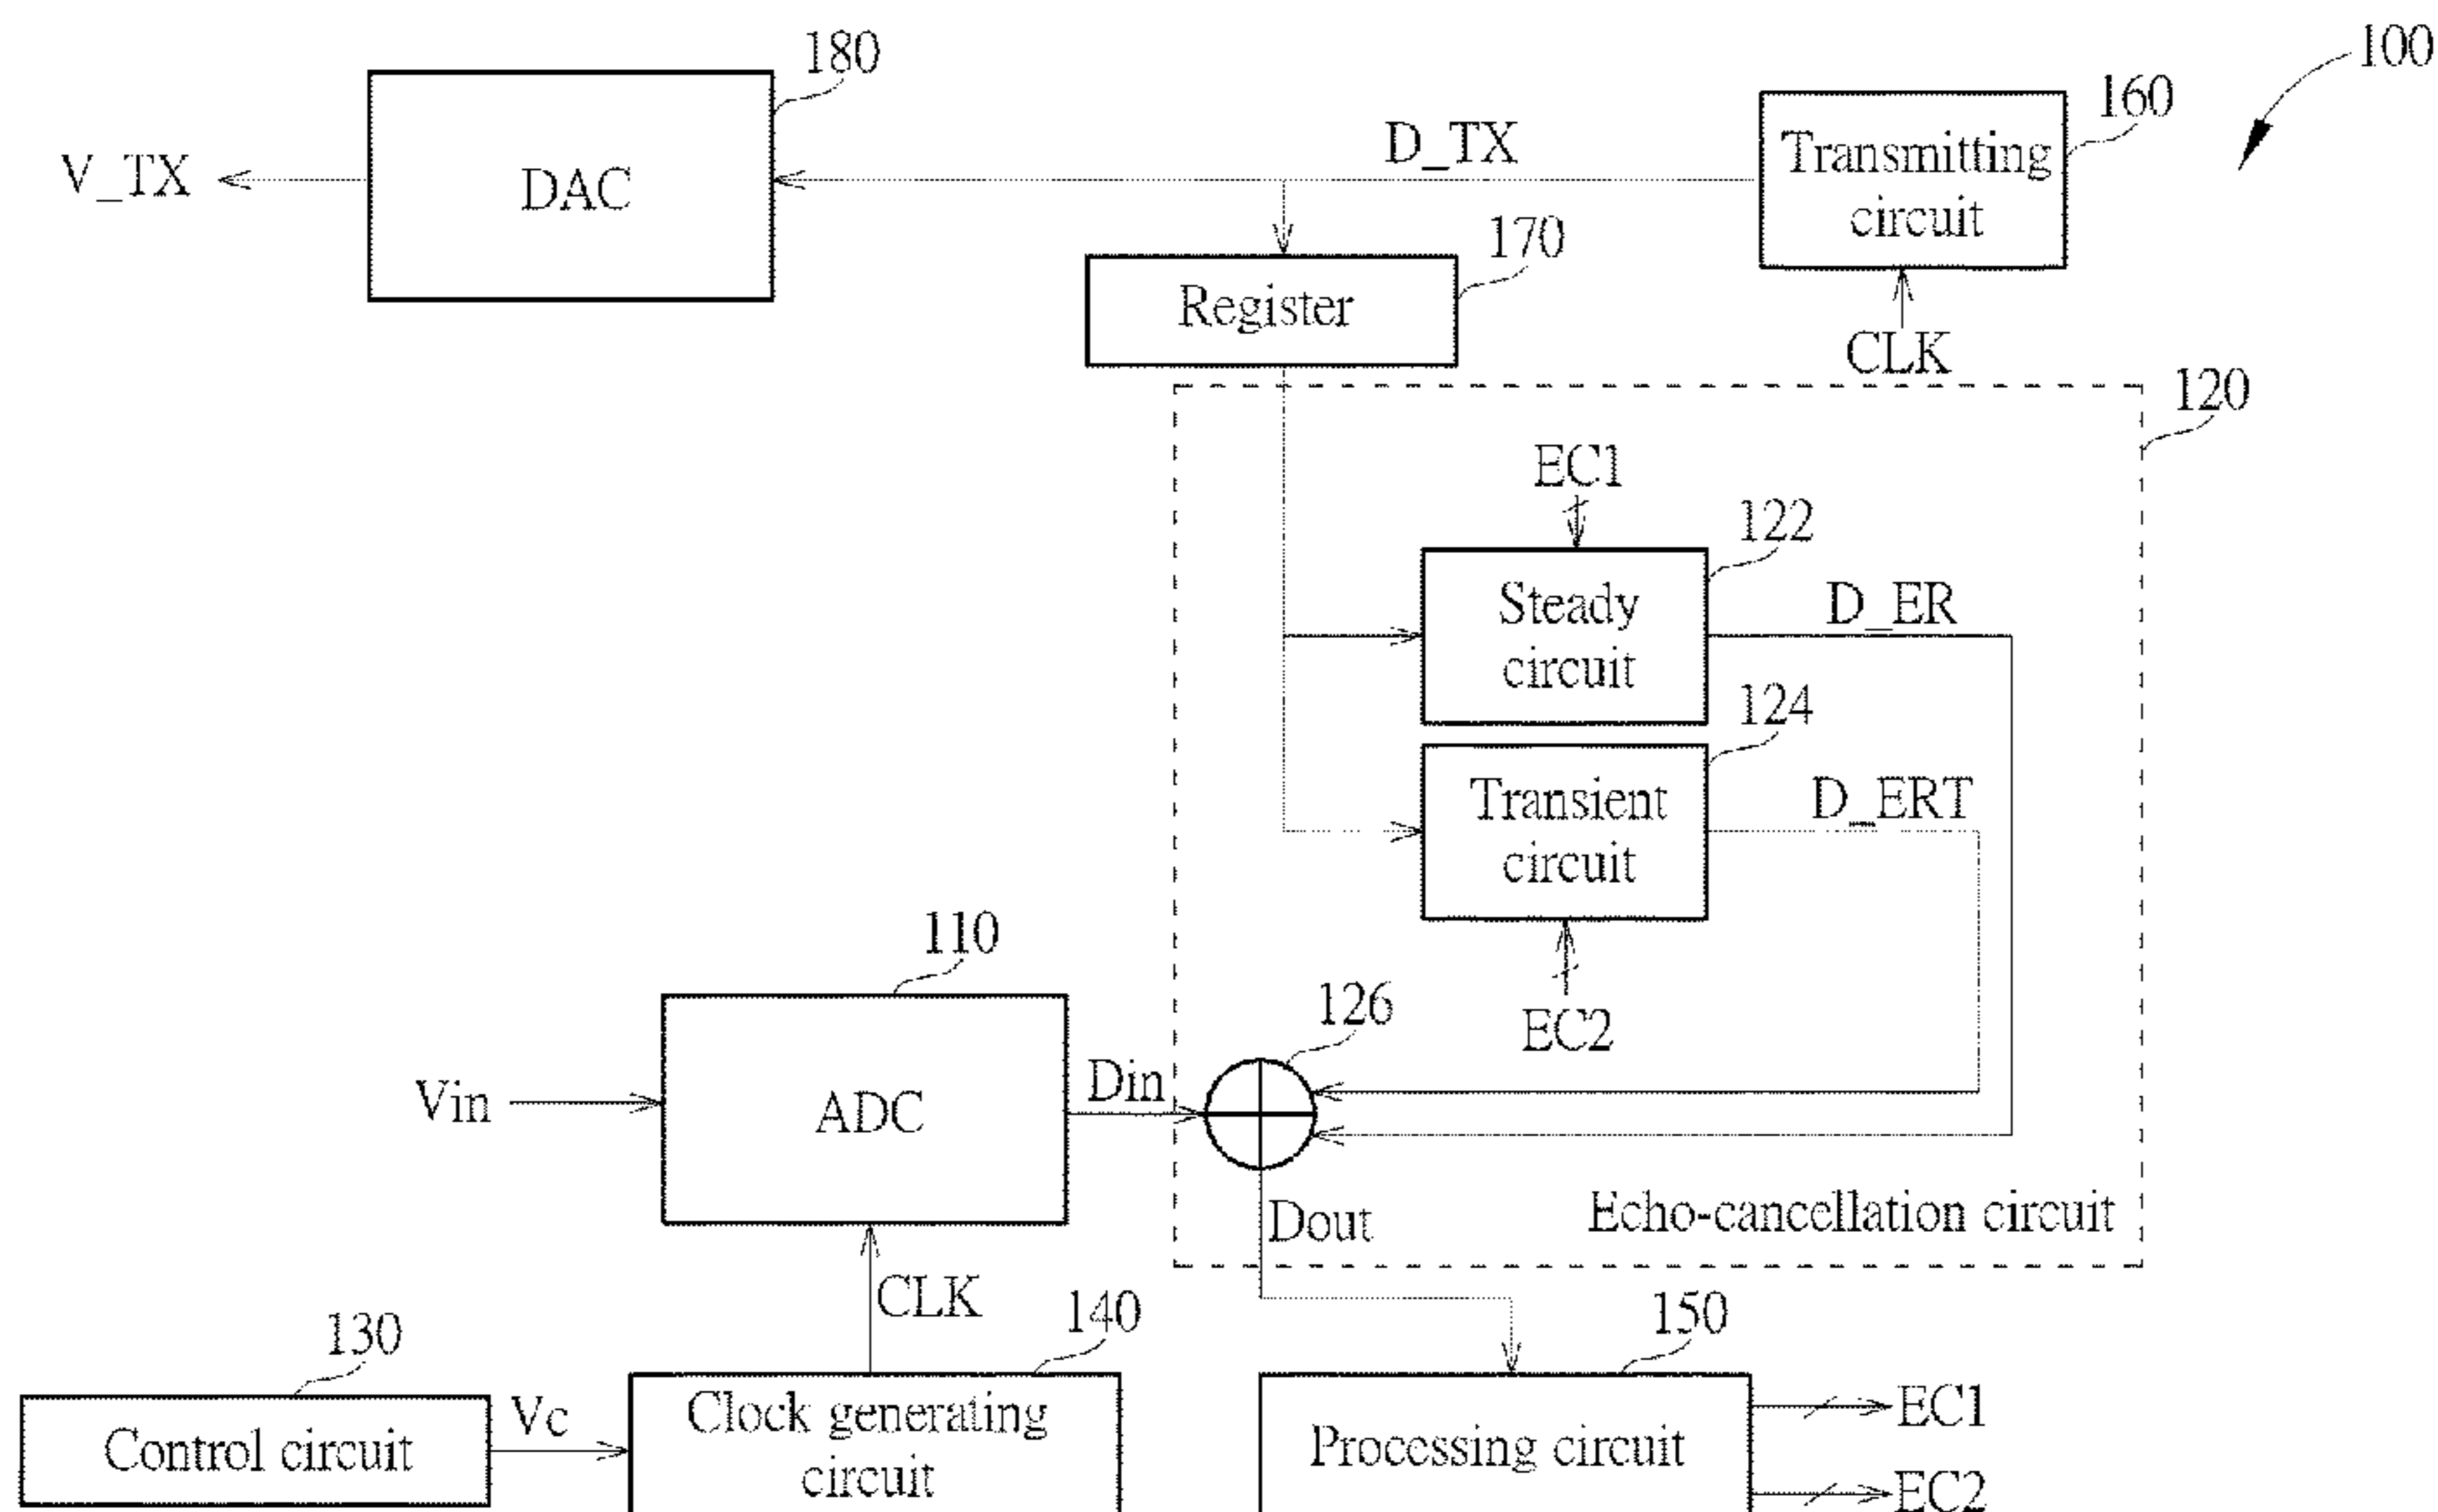 180
100
160
D_TX
Transmitting
circuit
V_TX
DAC
170
Register
CLK
120
EC1
122
Steady
circuit
D_ER
124
Transient
circuit
D_ERT
110
126
EC2
Vin
ADC
Din
Dout
Echo-cancellation circuit
CLK
130
140
150
Control circuit
Vc
Clock generating
circuit
Processing circuit
EC1
EC2